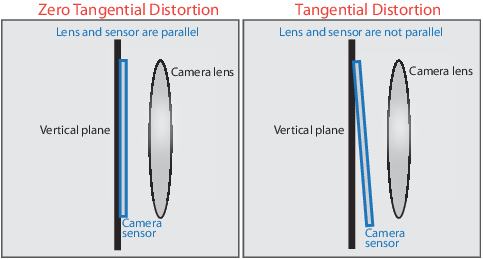 Zero Tangential Distortion
Lens and sensor are parallel
Camera lens
Vertical plane
Camera
sensor
Tangential Distortion
Lens and sensor are not parallel
Camera lens
Vertical plane
Camera
sensor